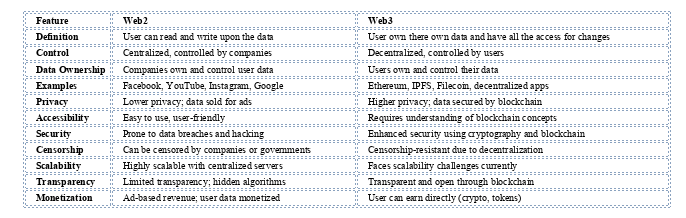 Feature Web2 Web3
Definition User can read and write upon the data User own there own data and have all the access for changes
Control Centralized, controlled by companies Decentralized, controlled by users
Data Ownership Companies own and control user data Users own and control their data
Examples Facebook, YouTube, Instagram, Google Ethereum, IPFS, Filecoin, decentralized apps
Privacy Lower privacy; data sold for ads Higher privacy; data secured by blockchain
Accessibility Easy to use, user-friendly Requires understanding of blockchain concepts
Security Prone to data breaches and hacking Enhanced security using cryptography and blockchain
Censorship Can be censored by companies or governments Censorship-resistant due to decentralization
Scalability Highly scalable with centralized servers Faces scalability challenges currently
Transparency Limited transparency; hidden algorithms Transparent and open through blockchain
Monetization Ad-based revenue; user data monetized User can earn directly (crypto, tokens)